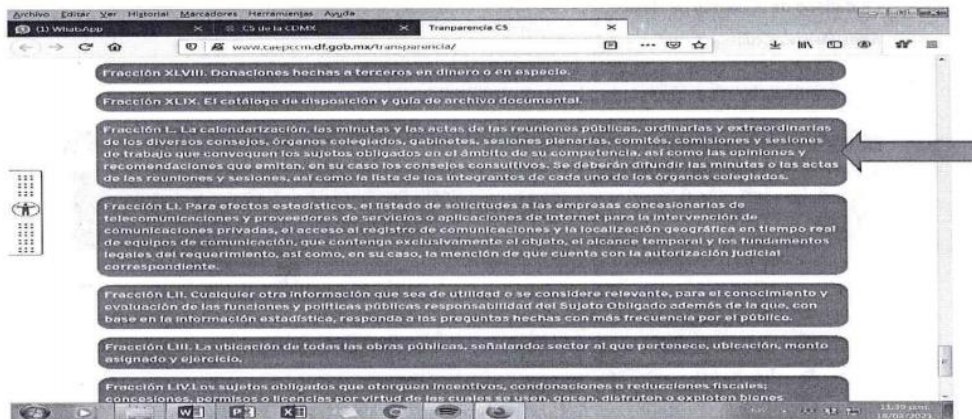 Archivo Editar Ver Historial Marcadores Herramientas Ayuda
(1) WhatsApp
CS de la CDMX
Tranparencia CS
www.caepccm.df.gob.mx/transparencia/
Fracción XLVIII. Donaciones hechas a terceros en dinero o en especie.
Fracción XLIX. El catálogo de disposición y guía de archivo documental.
Fracción L. La calendarización, las minutas y las actas de las reuniones públicas, ordinarias y extraordinarias
de los diversos consejos, órganos colegiados, gabinetes, sesiones plenarias, comités, comisiones y sesiones
de trabajo que convoquen los sujetos obligados en el ámbito de su competencia, así como las opiniones y
recomendaciones que emitan, en su caso los consejos consultivos. Se deberán difundir las minutas o las actas
de las reuniones y sesiones, así como la lista de los integrantes de cada uno de los órganos colegiados.
Fracción LI. Para efectos estadísticos, el listado de solicitudes a las empresas concesionarias de
telecomunicaciones y proveedores de servicios o aplicaciones de Internet para la intervención de
comunicaciones privadas, el acceso al registro de comunicaciones y la localización geográfica en tiempo real
de equipos de comunicación, que contenga exclusivamente el objeto, el alcance temporal y los fundamentos
legales del requerimiento, así como, en su caso, la mención de que cuenta con la autorización judicial
correspondiente.
Fracción LII. Cualquier otra información que sea de utilidad o se considere relevante, para el conocimiento y
evaluación de las funciones y políticas públicas responsabilidad del Sujeto Obligado además de la que, con
base en la información estadística, responda a las preguntas hechas con más frecuencia por el público.
Fracción LIII. La ubicación de todas las obras públicas, señalando: sector al que pertenece, ubicación, monto
asignado y ejercicio.
Fracción LIV.Los sujetos obligados que otorguen incentivos, condonaciones o reducciones fiscales;
concesiones, permisos o licencias por virtud de las cuales se usen, gocen, disfruten o exploten bienes
11:39 p.m.
18/03/2021